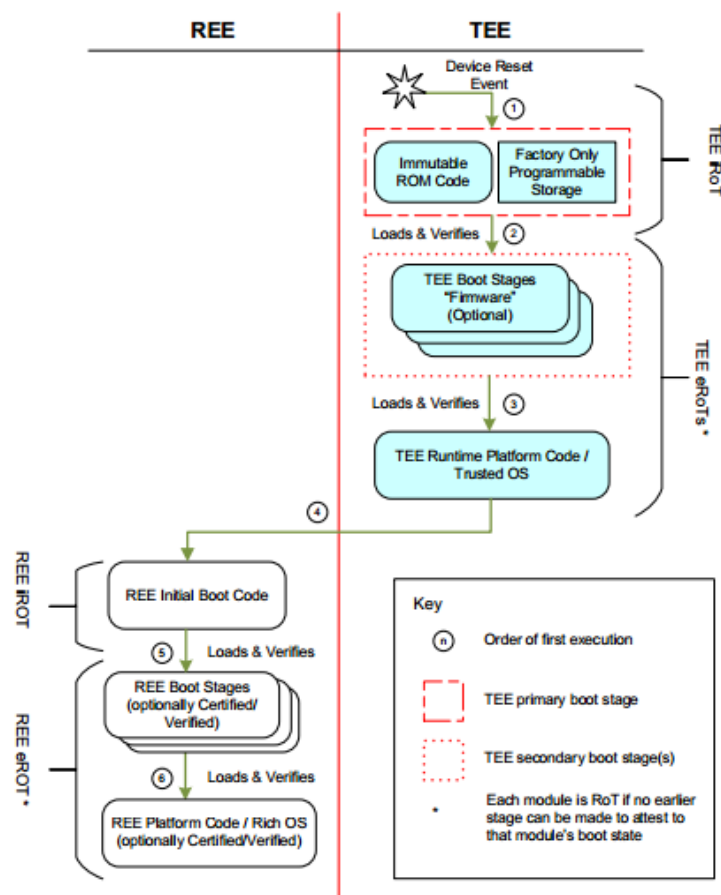 REE
TEE
Device Reset
Event
1
Immutable
ROM Code
Factory Only
Programmable
Storage
TEE iRoT
Loads & Verifies
2
TEE Boot Stages
"Firmware"
(Optional)
Loads & Verifies
3
TEE eRoTs *
TEE Runtime Platform Code /
Trusted OS
4
REE iROT
REE Initial Boot Code
5
Loads & Verifies
REE Boot Stages
(optionally Certified/
Verified)
REE eROT *
6
Loads & Verifies
REE Platform Code / Rich OS
(optionally Certified/Verified)
Key
n
Order of first execution
TEE primary boot stage
TEE secondary boot stage(s)
*
Each module is RoT if no earlier
stage can be made to attest to
that module's boot state